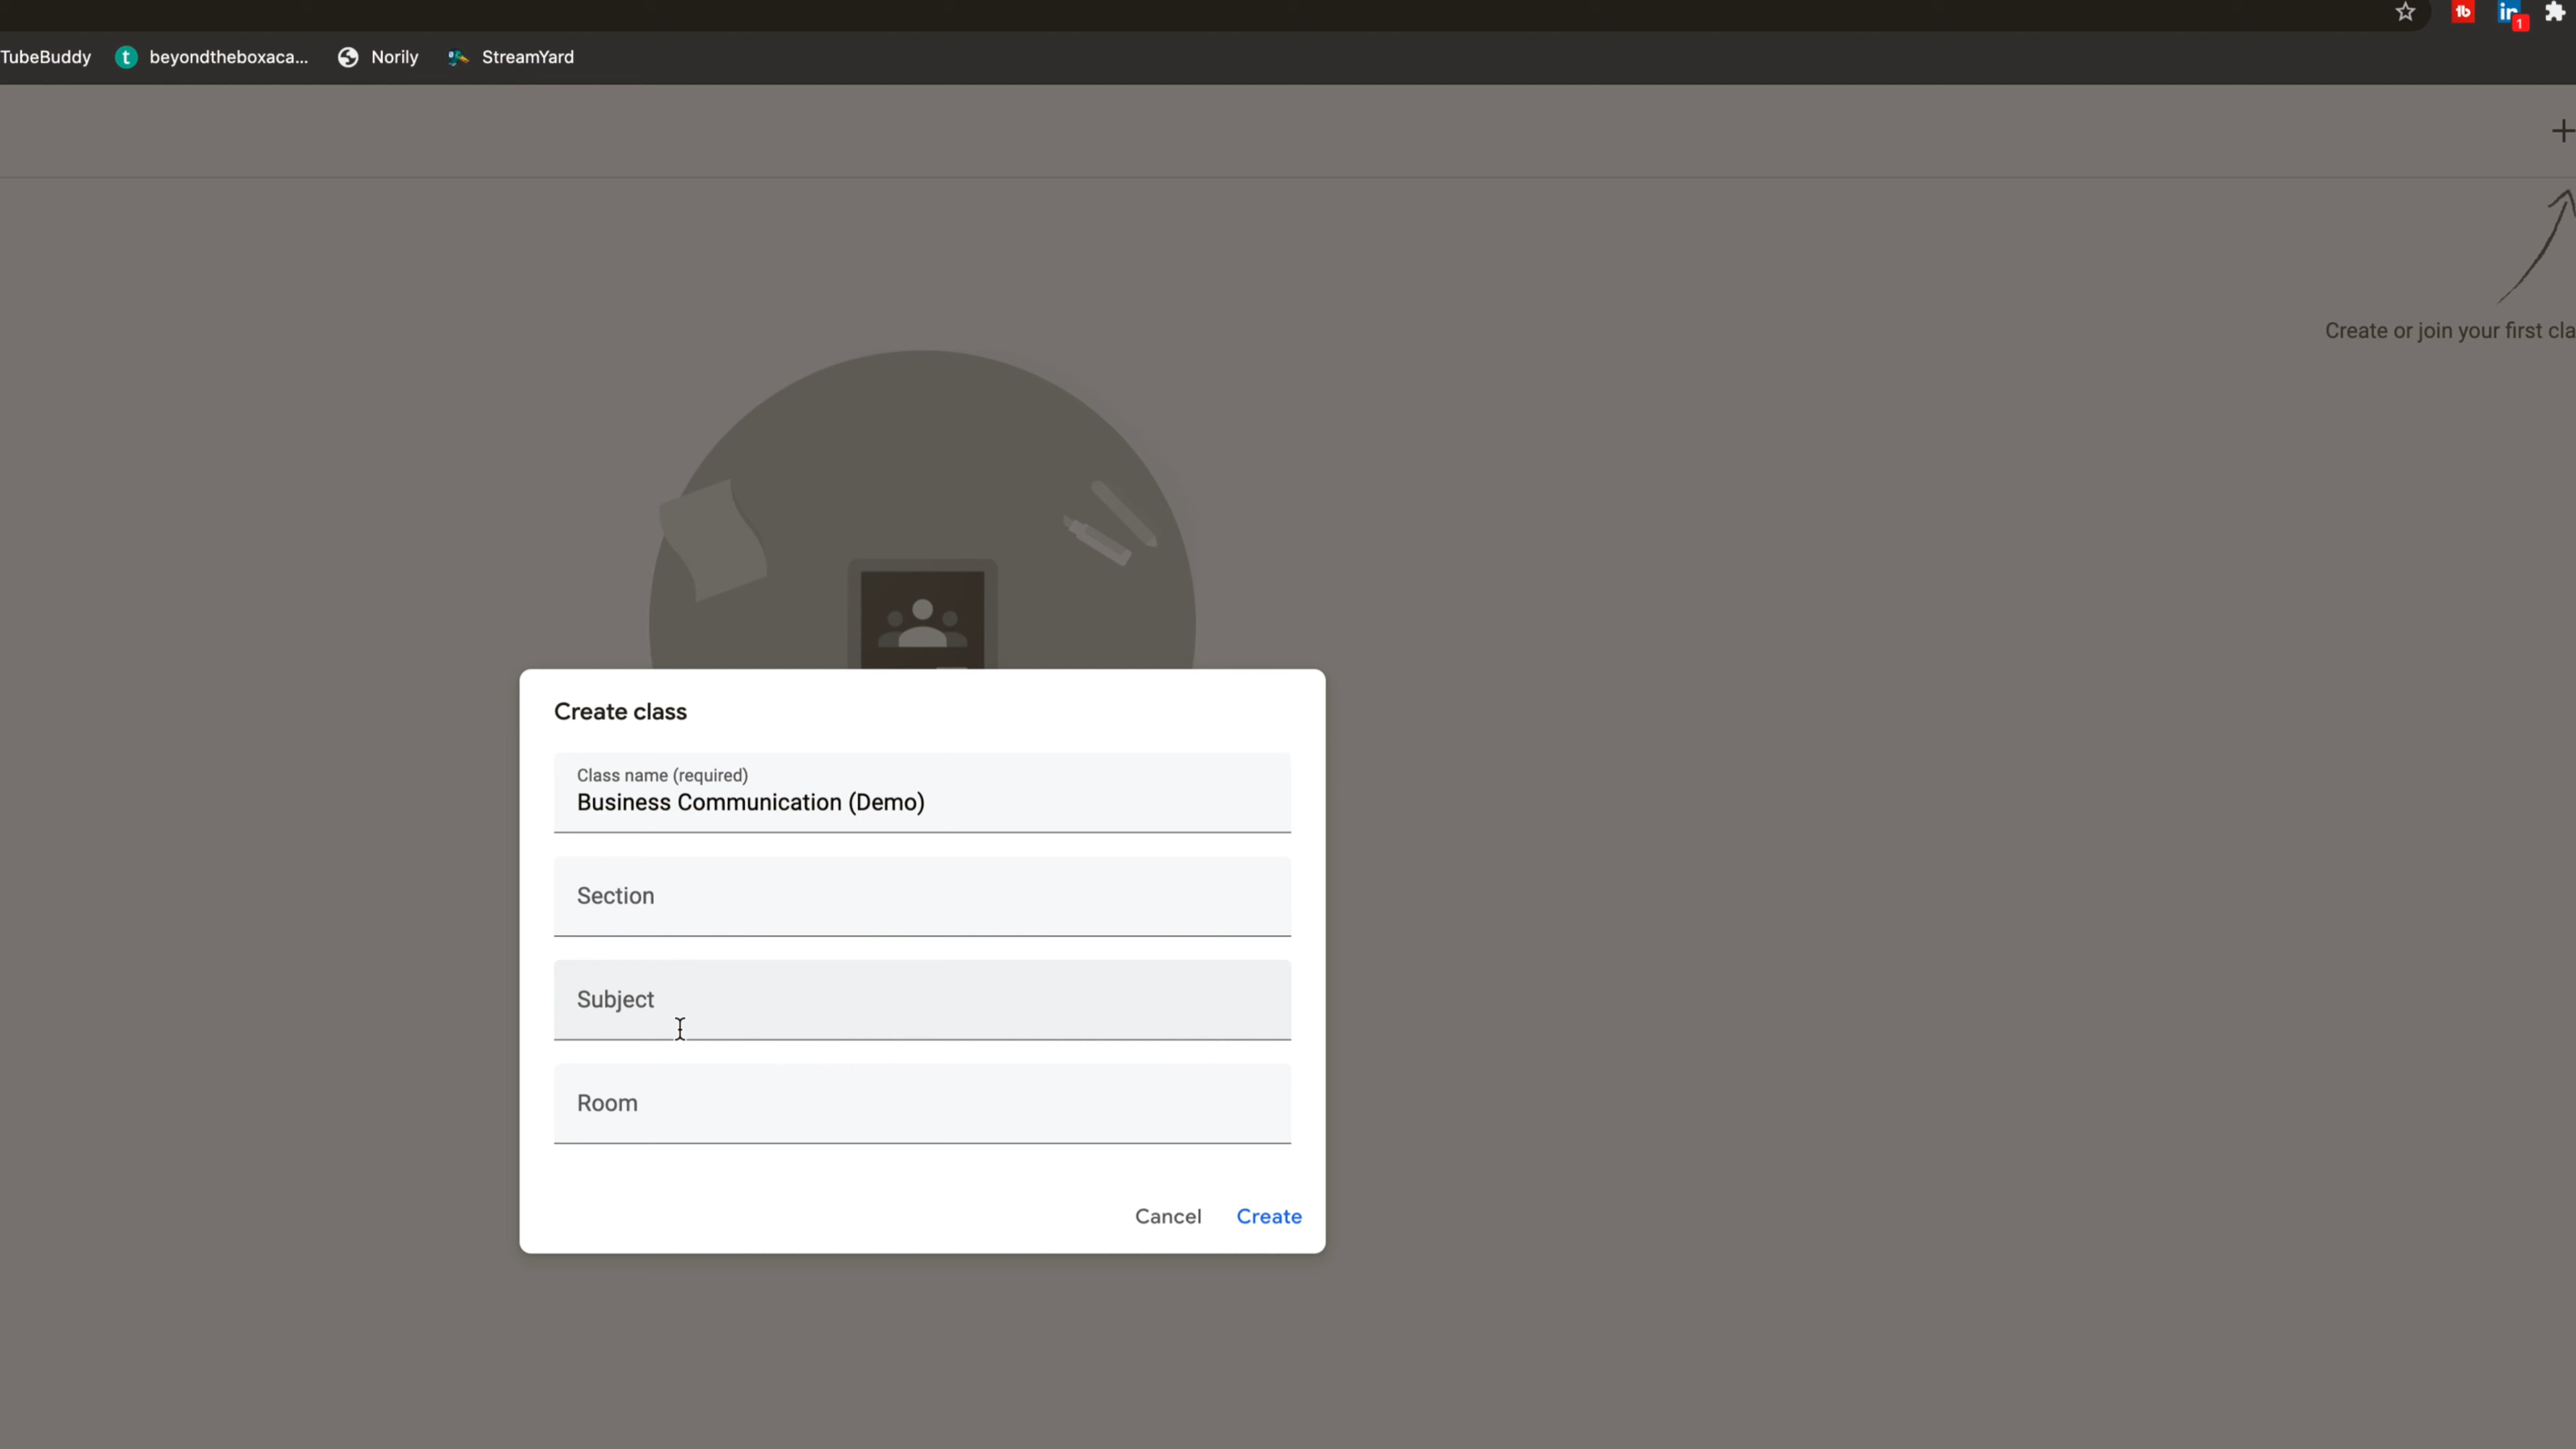 1
TubeBuddy
t beyondtheboxaca...
Norily
StreamYard
Create or join your first cla
Create class
Class name (required)
Business Communication (Demo)
Section
Subject
Room
Cancel
Create